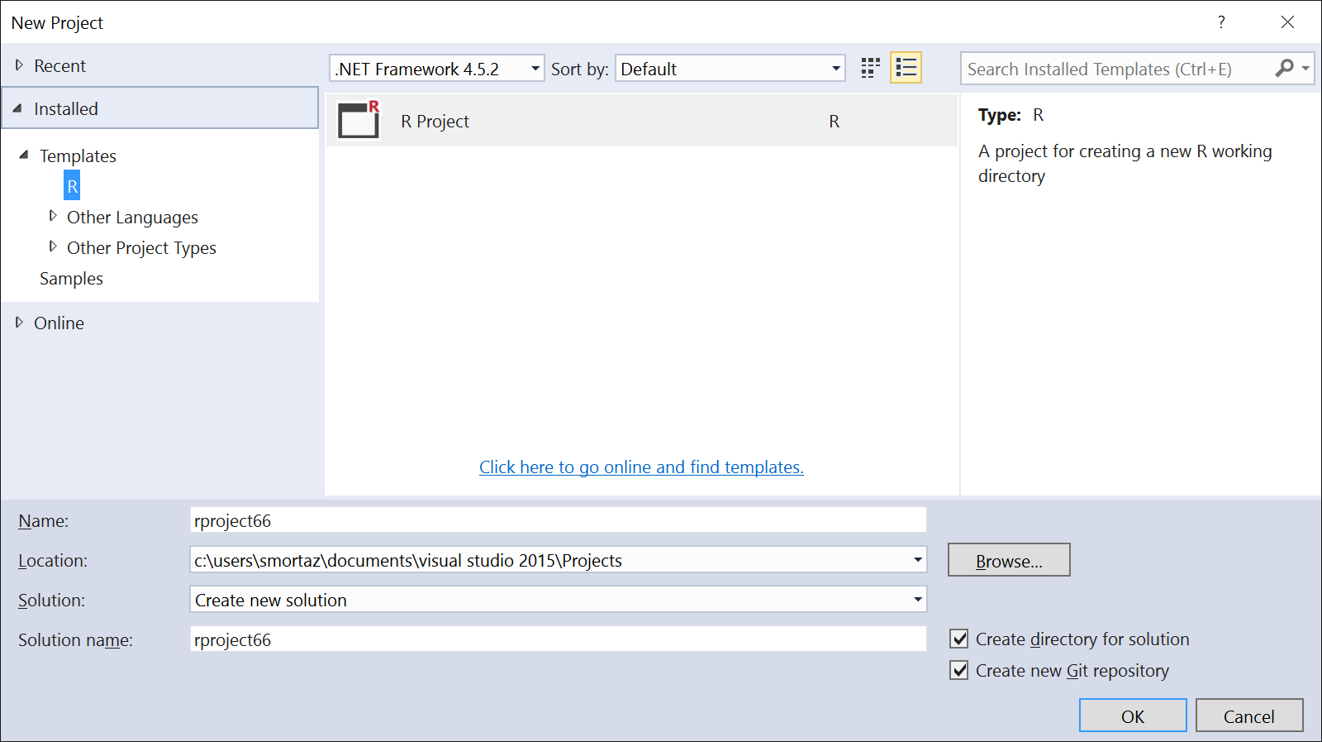 New Project
?
Recent
Installed
Templates
R
Other Languages
Other Project Types
Samples
Online
.NET Framework 4.5.2
Sort by:
Default
Search Installed Templates (Ctrl+E)
R
R Project
R
Type: R
A project for creating a new R working
directory
Click here to go online and find templates.
Name:
rproject66
Location:
c:\users\smortaz\documents\visual studio 2015\Projects
Browse...
Solution:
Create new solution
Solution name:
rproject66
Create directory for solution
Create new Git repository
OK
Cancel